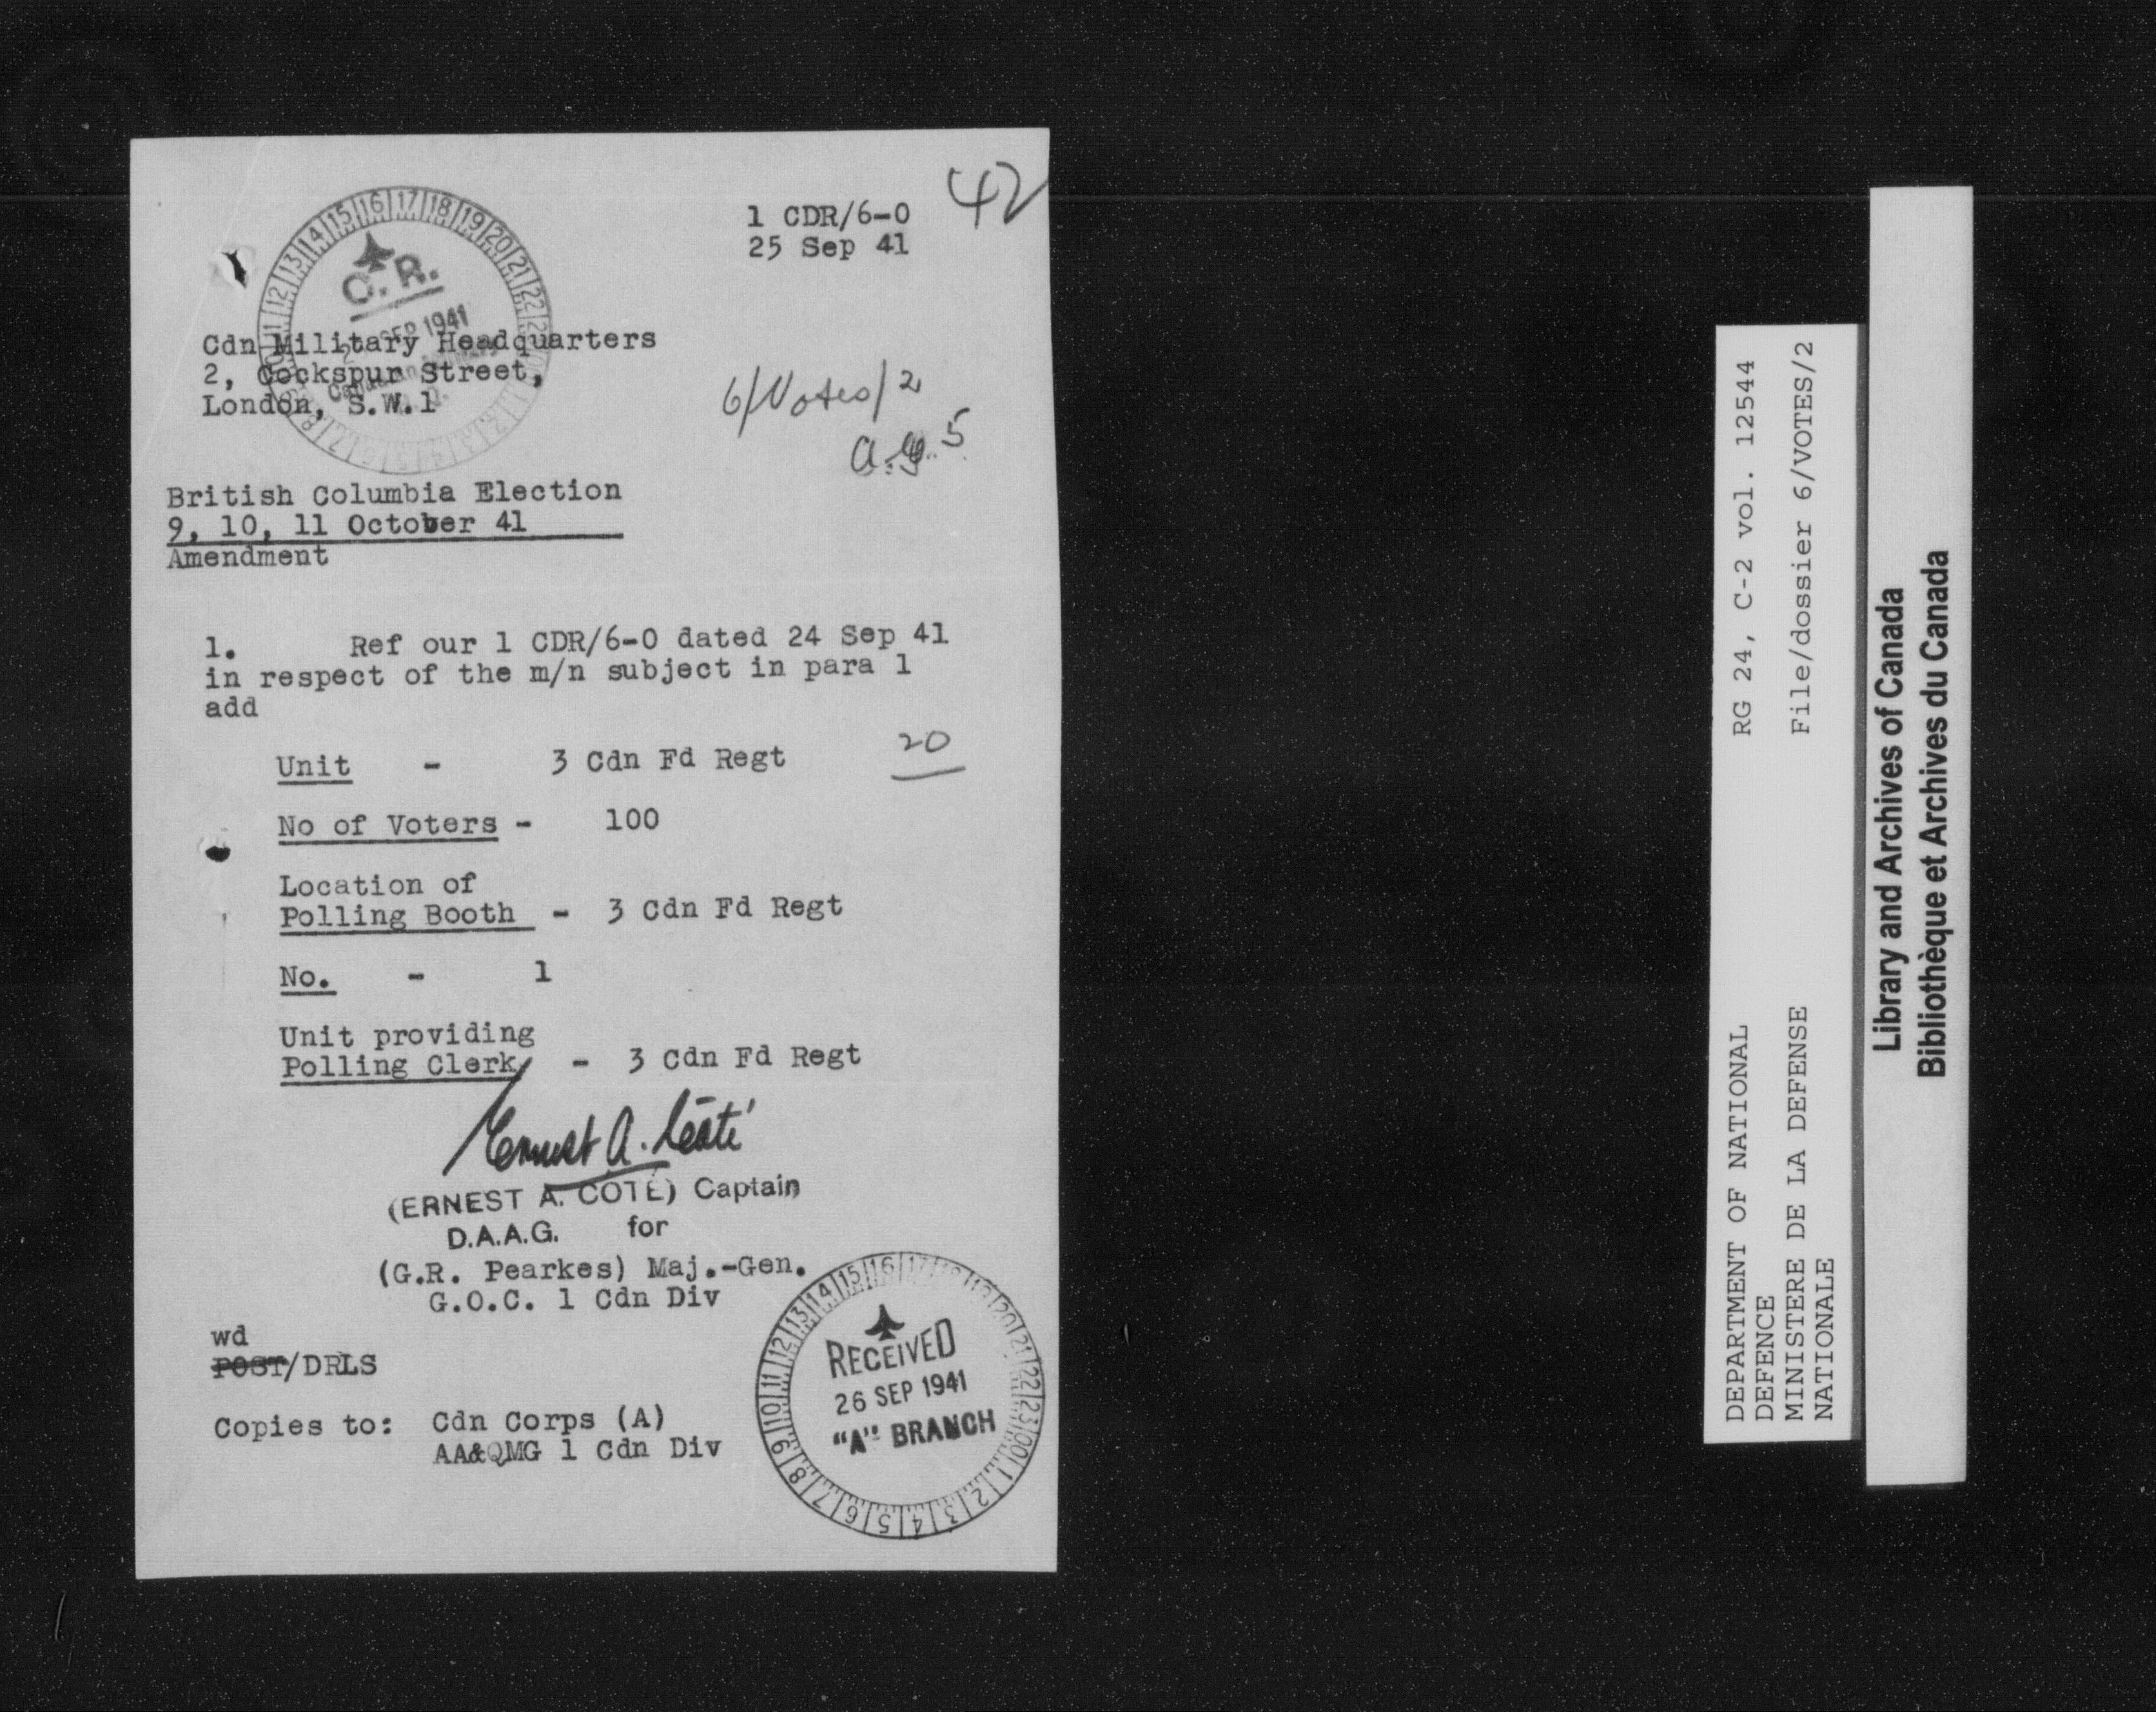 42
1 CDR/6-0
25 Sep 41
C. R.
SEP 1941
Cdn Military Headquarters
2, Cockspur Street,
London, S.W.1
6/Votes/2
a.g. 5
British Columbia Election
9, 10, 11 October 41
Amendment
1. Ref our 1 CDR/6-0 dated 24 Sep 41
in respect of the m/n subject in para 1
add
Unit - 3 Cdn Fd Regt 20
No of Voters - 100
Location of
Polling Booth - 3 Cdn Fd Regt
No. - 1
Unit providing
Polling Clerk - 3 Cdn Fd Regt
Ernest A. Côté
(ERNEST A. COTE) Captain
D.A.A.G. for
(G.R. Pearkes) Maj.-Gen.
G.O.C. 1 Cdn Div
wd
POST/DRLS
Copies to: Cdn Corps (A)
AA&QMG 1 Cdn Div
RECEIVED
26 SEP 1941
"A" BRANCH
RG 24, C-2 vol. 12544
File/dossier 6/VOTES/2
DEPARTMENT OF NATIONAL
DEFENCE
MINISTERE DE LA DEFENSE
NATIONALE
Library and Archives of Canada
Bibliothèque et Archives du Canada